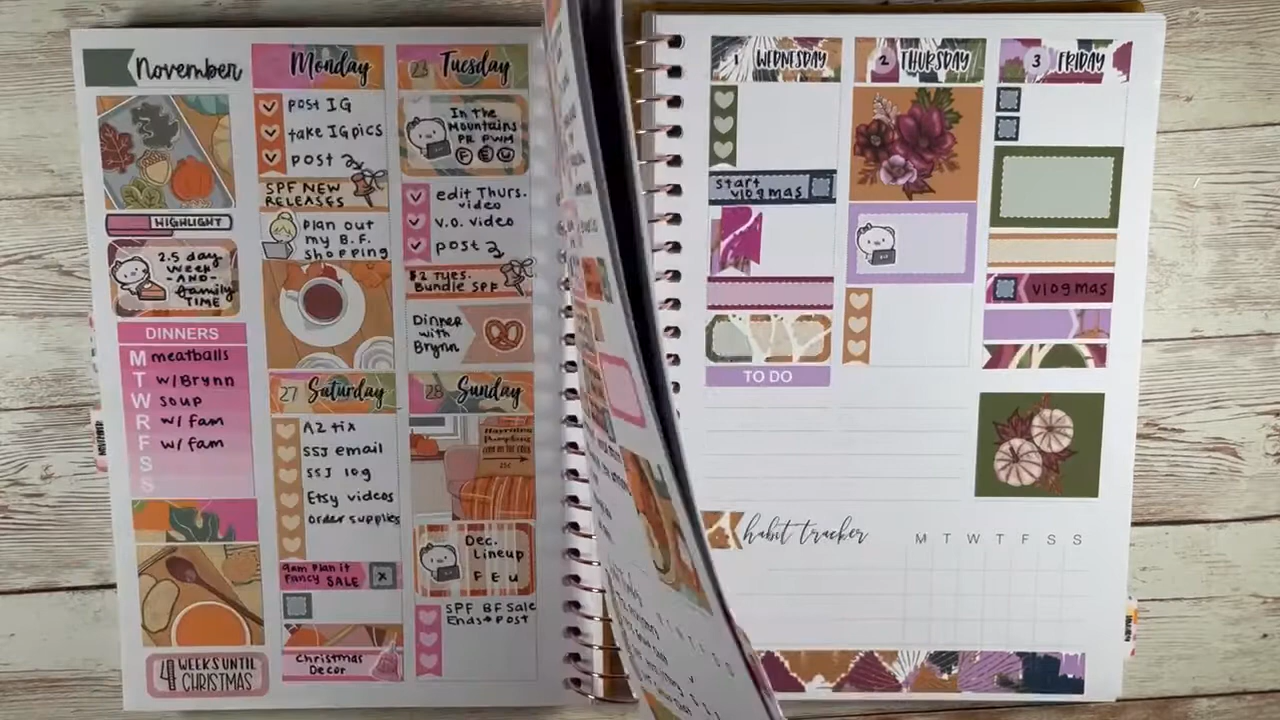 November
HIGHLIGHT
2.5 day
week
-AND-
family
TIME
DINNERS
M meatballs
T w/Brynn
W soup
R w/ fam
F w/ fam
S
S
4 WEEKS UNTIL
CHRISTMAS
Monday
post IG
take IG pics
post 2
SPF NEW
RELEASES
plan out
my B.F.
shopping
27 Saturday
A2 tix
SSJ email
SSJ log
Etsy videos
order supplies
9am Plan it
Fancy SALE
x
Christmas
Decor
23 Tuesday
In the
Mountains
PR PWM
F E U
edit Thurs.
video
v.o. video
post 2
$2 Tues.
Bundle SPF
Dinner
with
Brynn
28 Sunday
25¢
Dec.
Lineup
F E U
SPF BF Sale
Ends → POST
1 WEDNESDAY
start
vlogmas
TO DO
2 THURSDAY
3 FRIDAY
vlogmas
habit tracker
M T W T F S S